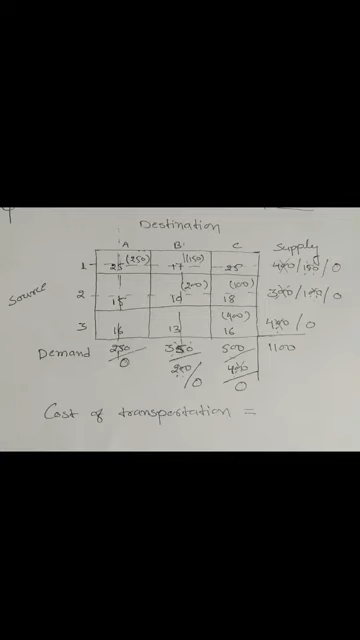 Destination
A B C Supply
1 25 (250) 17 (150) 25 400/150/0
Source 2 15 10 (200) 18 (100) 300/100/0
3 16 13 16 (400) 400/0
Demand 250/0 350/200/0 500/400/0 1100
Cost of transportation =